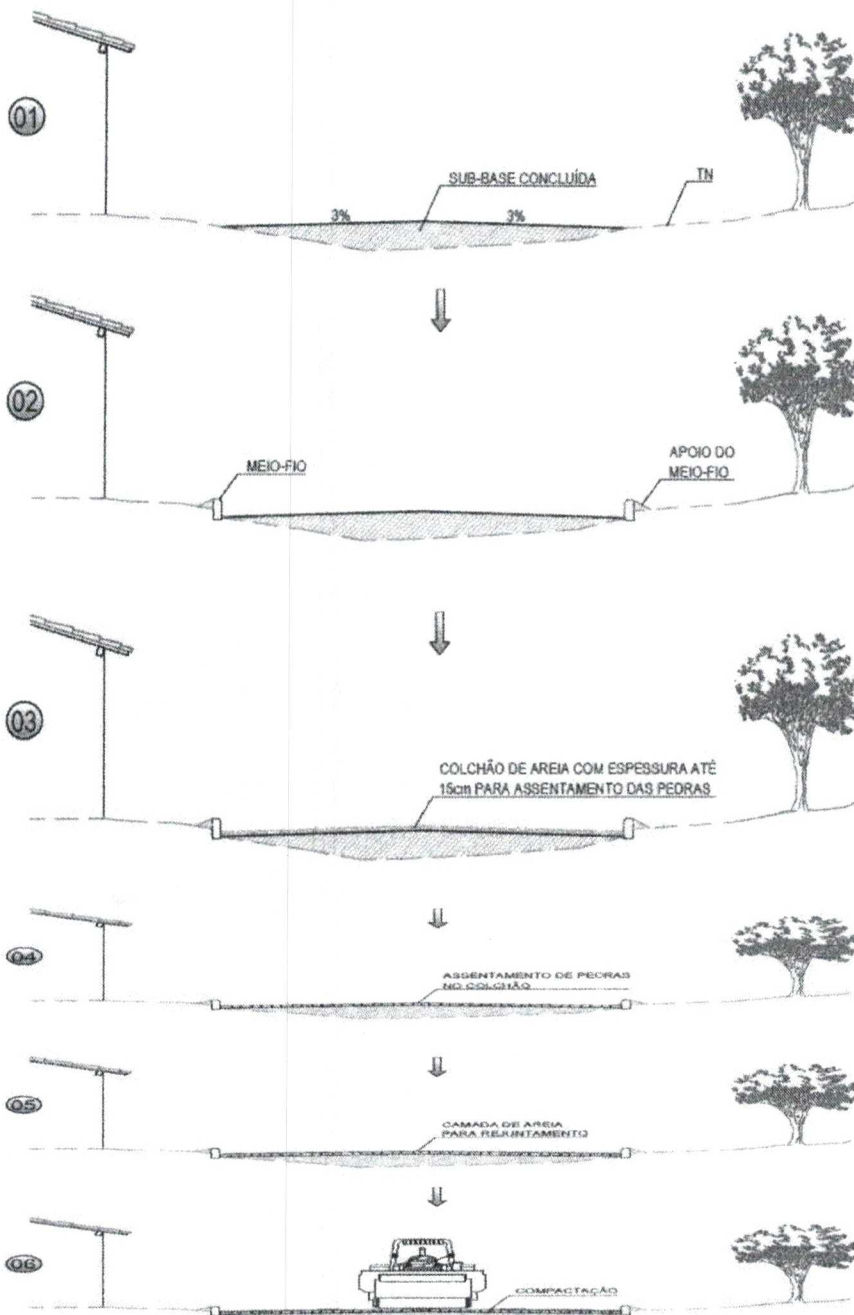 01
SUB-BASE CONCLUÍDA
TN
3%
3%
02
MEIO-FIO
APOIO DO
MEIO-FIO
03
COLCHÃO DE AREIA COM ESPESSURA ATÉ
15cm PARA ASSENTAMENTO DAS PEDRAS
04
ASSENTAMENTO DE PEDRAS
NO COLCHÃO
05
CAMADA DE AREIA
PARA REJUNTAMENTO
06
COMPACTAÇÃO